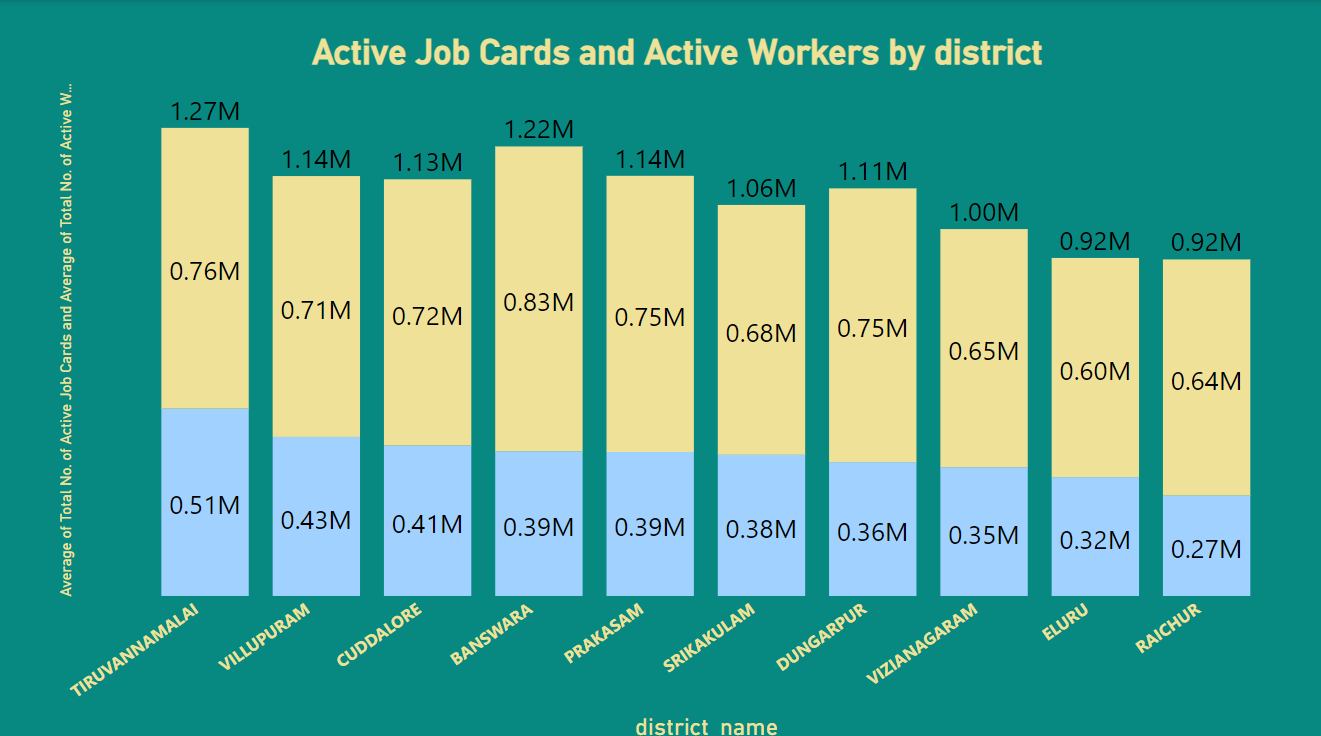 Active Job Cards and Active Workers by district
Average of Total No. of Active Job Cards and Average of Total No. of Active W...
1.27M
1.14M
1.13M
1.22M
1.14M
1.06M
1.11M
1.00M
0.92M
0.92M
0.76M
0.71M
0.72M
0.83M
0.75M
0.68M
0.75M
0.65M
0.60M
0.64M
0.51M
0.43M
0.41M
0.39M
0.39M
0.38M
0.36M
0.35M
0.32M
0.27M
TIRUVANNAMALAI
VILLUPURAM
CUDDALORE
BANSWARA
PRAKASAM
SRIKAKULAM
DUNGARPUR
VIZIANAGARAM
ELURU
RAICHUR
district_name